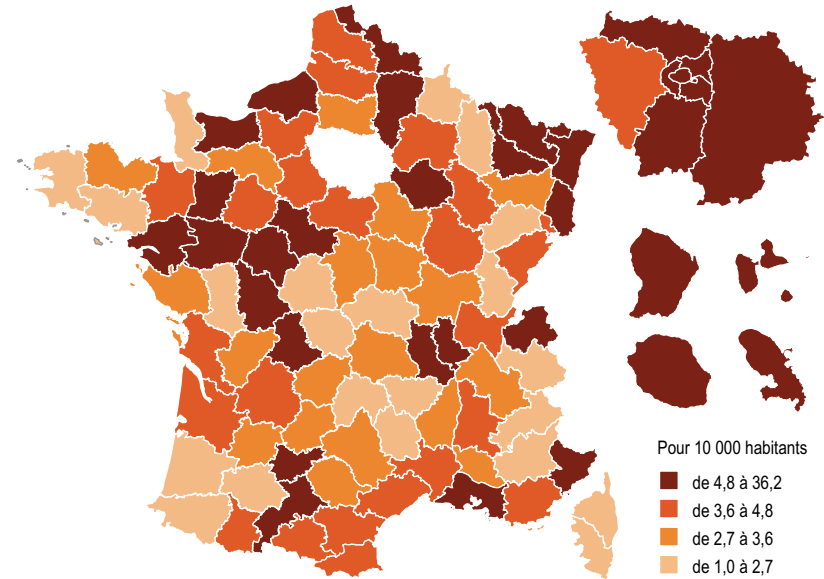 Pour 10 000 habitants
de 4,8 à 36,2
de 3,6 à 4,8
de 2,7 à 3,6
de 1,0 à 2,7